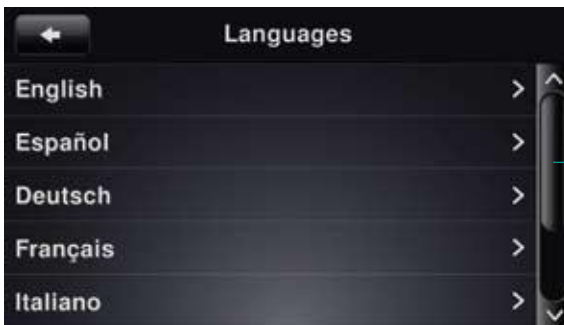 Languages
English
Español
Deutsch
Français
Italiano